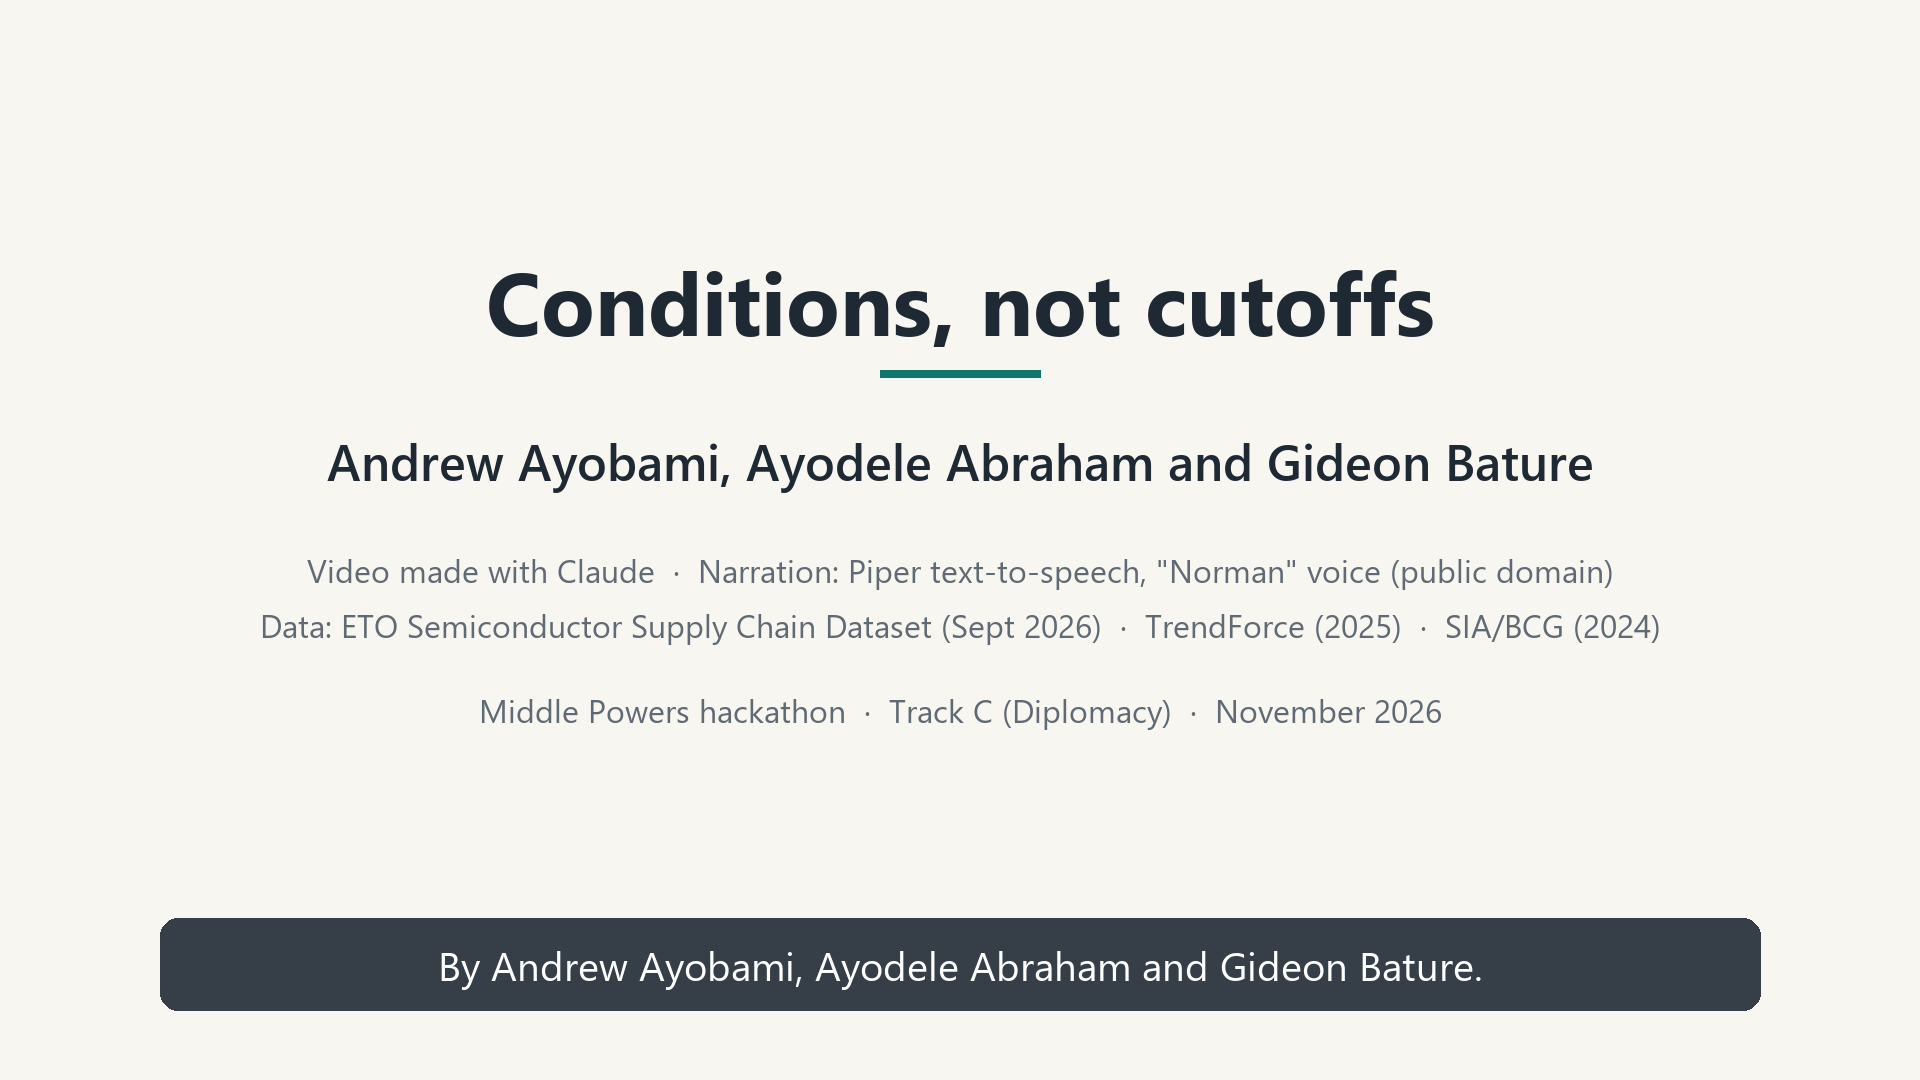 Conditions, not cutoffs
Andrew Ayobami, Ayodele Abraham and Gideon Bature
Video made with Claude · Narration: Piper text-to-speech, "Norman" voice (public domain)
Data: ETO Semiconductor Supply Chain Dataset (Sept 2026) · TrendForce (2025) · SIA/BCG (2024)
Middle Powers hackathon · Track C (Diplomacy) · November 2026
By Andrew Ayobami, Ayodele Abraham and Gideon Bature.